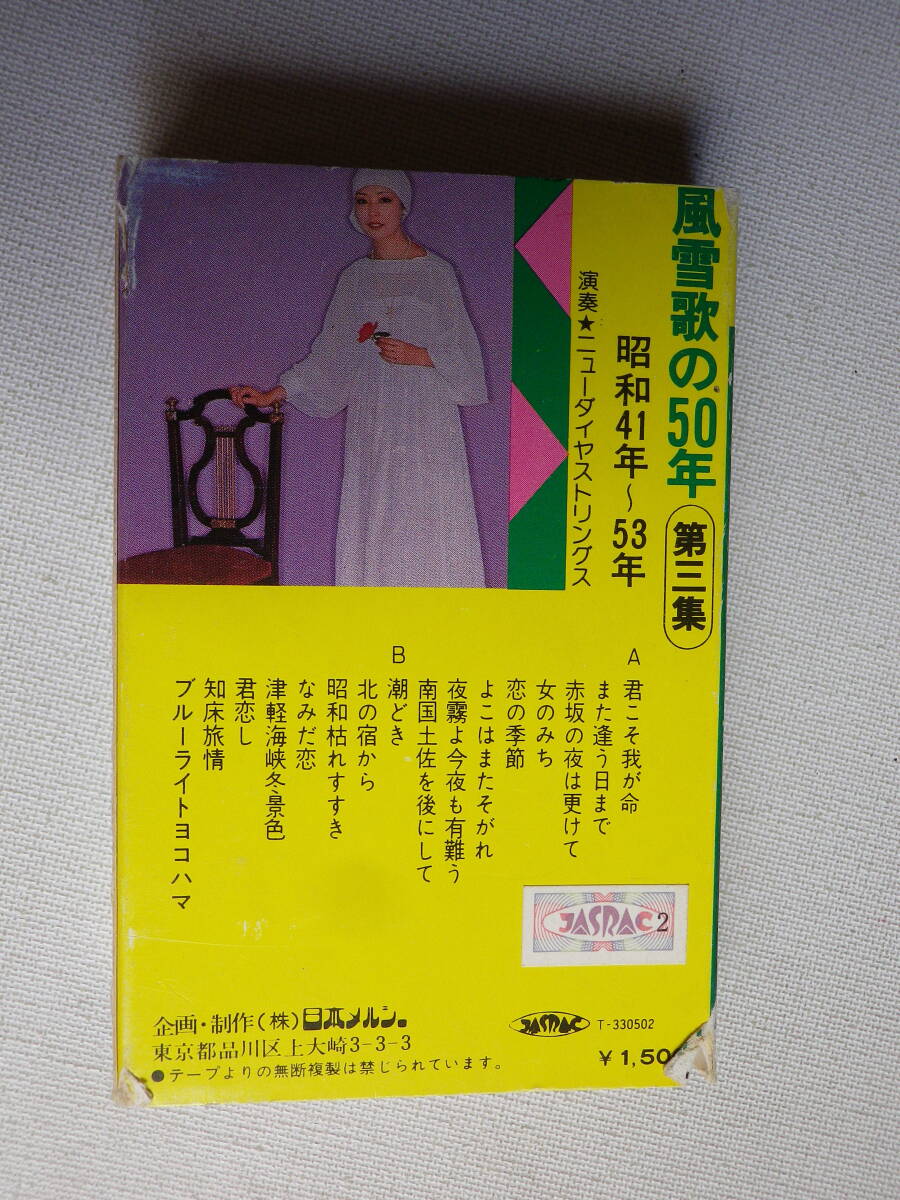 風雪歌の50年
第三集
昭和41年~53年
演奏★ニューダイヤストリングス
A
君こそ我が命
また逢う日まで
赤坂の夜は更けて
女のみち
恋の季節
よこはまたそがれ
夜霧よ今夜も有難う
南国土佐を後にして
B
潮どき
北の宿から
昭和枯れすすき
なみだ恋
津軽海峡冬景色
君恋し
知床旅情
ブルーライトヨコハマ
JASRAC 2
企画・制作(株)日本メルシー
東京都品川区上大崎3-3-3
●テープよりの無断複製は禁じられています。
JASRAC T-330502
¥1,50